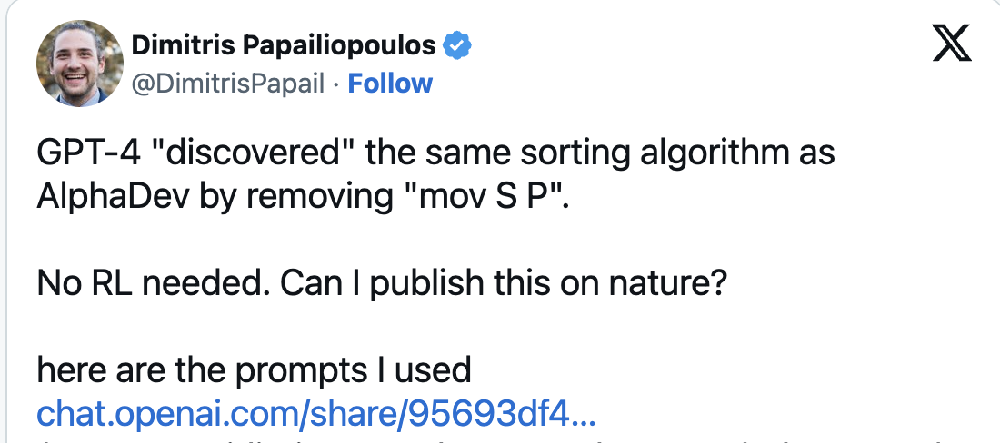 Dimitris Papailiopoulos
@DimitrisPapail · Follow
GPT-4 "discovered" the same sorting algorithm as
AlphaDev by removing "mov S P".
No RL needed. Can I publish this on nature?
here are the prompts I used
chat.openai.com/share/95693df4...